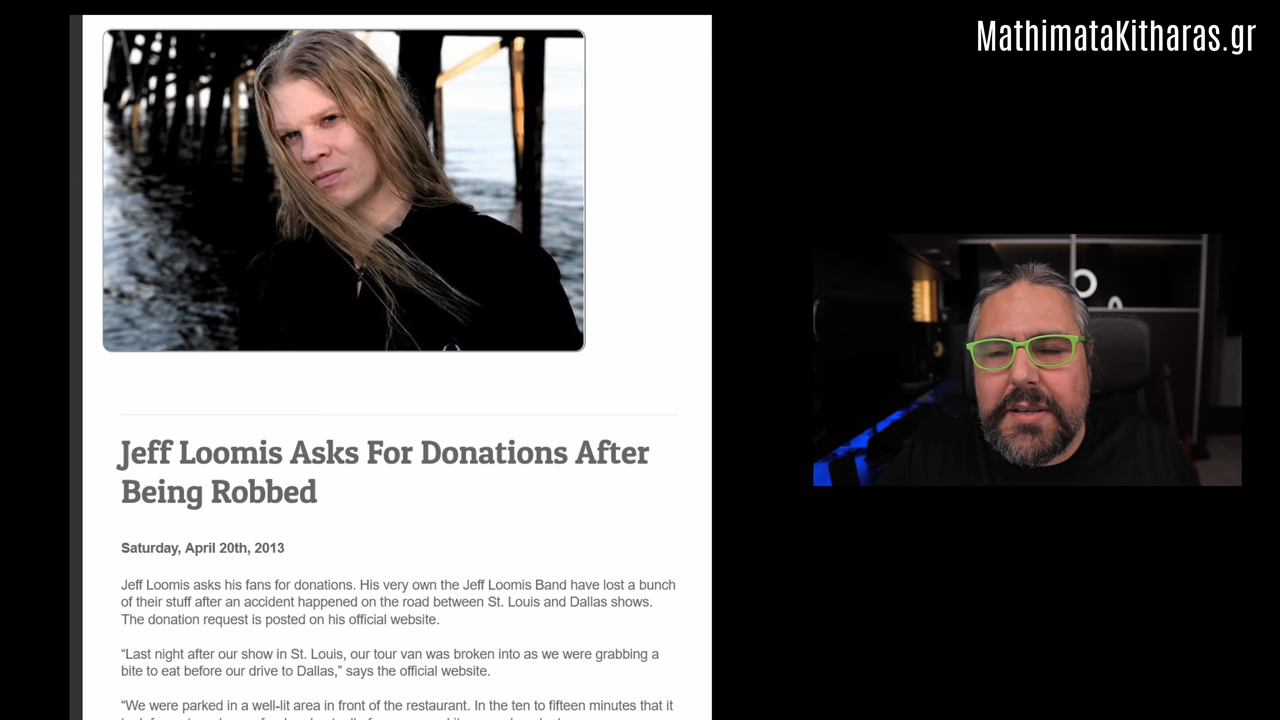 MathimataKitharas.gr
Jeff Loomis Asks For Donations After
Being Robbed
Saturday, April 20th, 2013
Jeff Loomis asks his fans for donations. His very own the Jeff Loomis Band have lost a bunch
of their stuff after an accident happened on the road between St. Louis and Dallas shows.
The donation request is posted on his official website.
“Last night after our show in St. Louis, our tour van was broken into as we were grabbing a
bite to eat before our drive to Dallas,” says the official website.
“We were parked in a well-lit area in front of the restaurant. In the ten to fifteen minutes that it